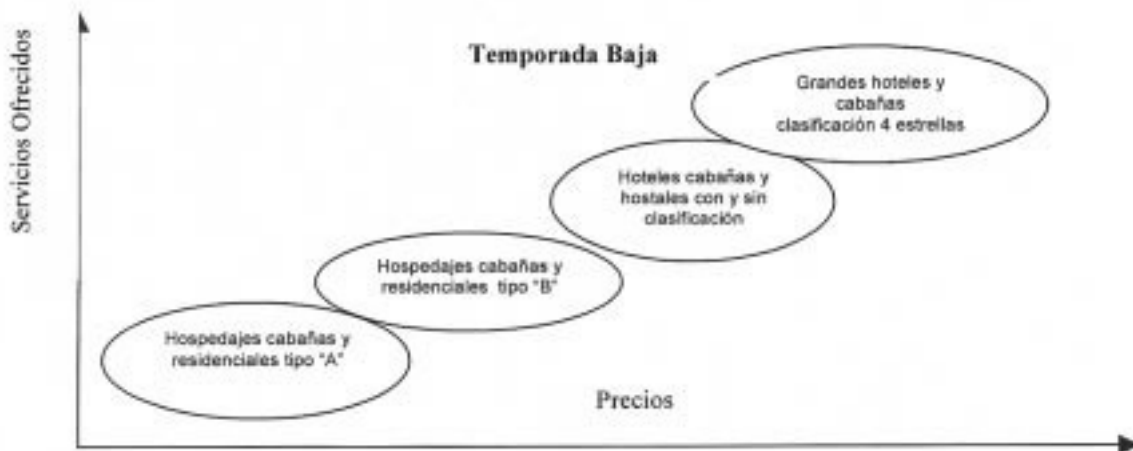 Servicios Ofrecidos
Temporada Baja
Grandes hoteles y
cabañas
clasificación 4 estrellas
Hoteles cabañas y
hostales con y sin
clasificación
Hospedajes cabañas y
residenciales tipo "B"
Hospedajes cabañas y
residenciales tipo "A"
Precios